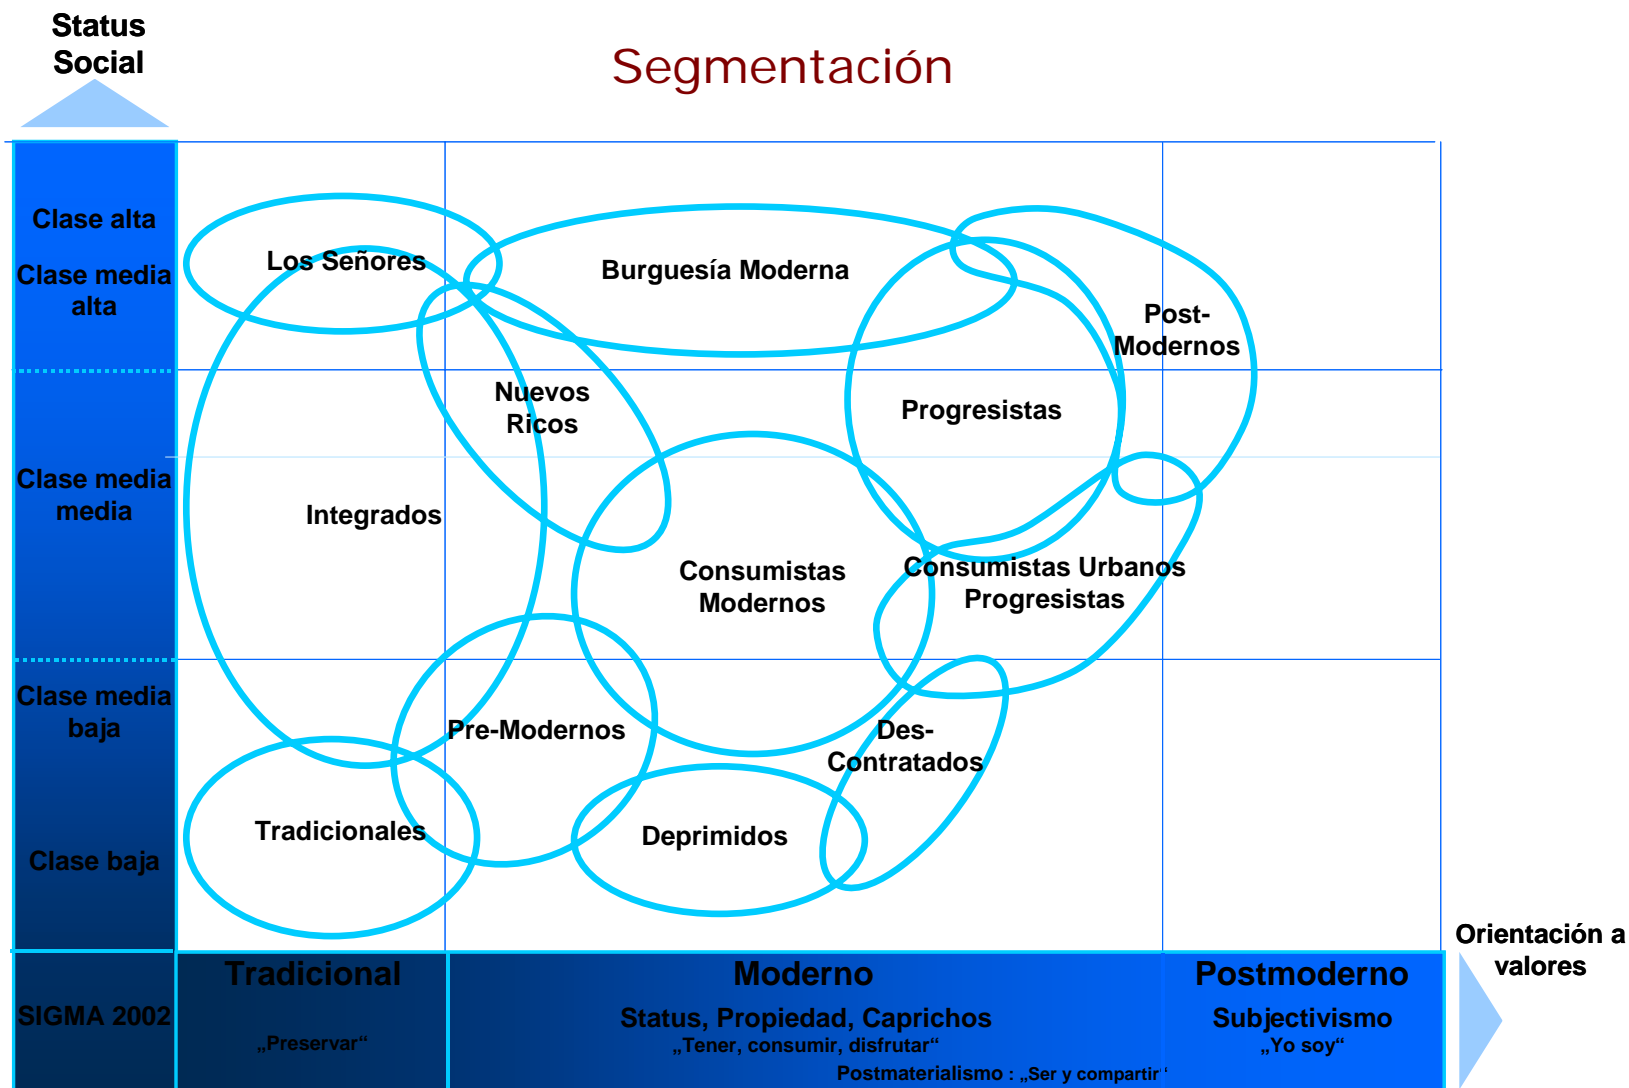 Status
Social
Segmentación
Clase alta
Clase media
alta
Clase media
media
Clase media
baja
Clase baja
Los Señores
Burguesía Moderna
Post-
Modernos
Nuevos
Ricos
Progresistas
Integrados
Consumistas
Modernos
Consumistas Urbanos
Progresistas
Pre-Modernos
Des-
Contratados
Tradicionales
Deprimidos
Orientación a
valores
SIGMA 2002
Tradicional
„Preservar“
Moderno
Status, Propiedad, Caprichos
„Tener, consumir, disfrutar“
Postmaterialismo : „Ser y compartir“
Postmoderno
Subjectivismo
„Yo soy“